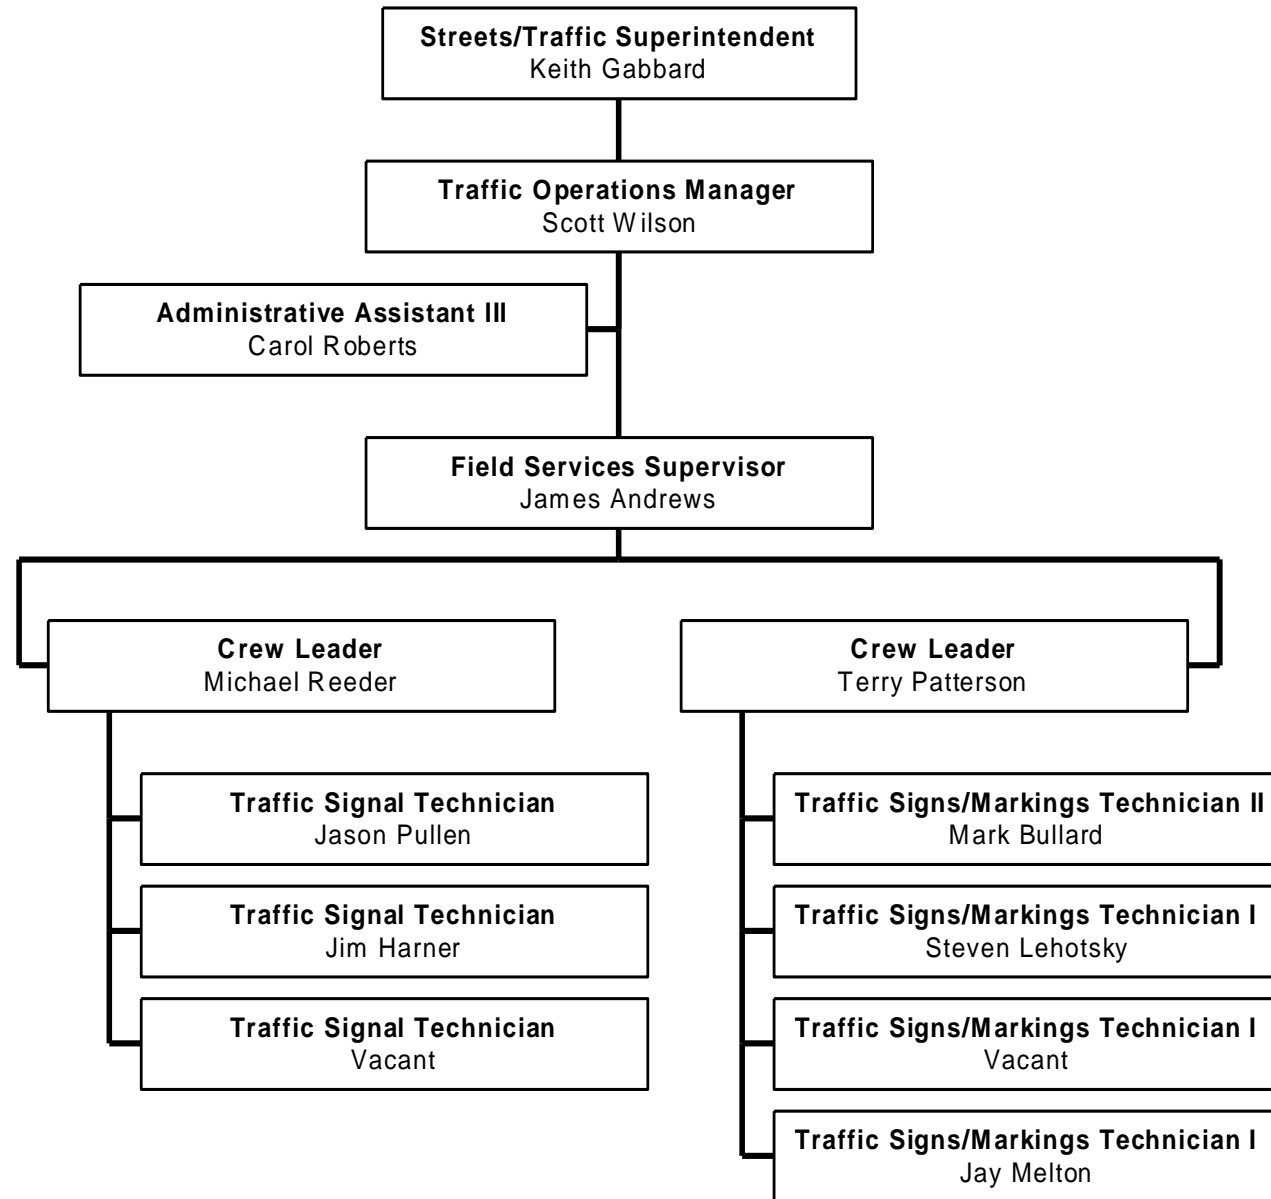 Streets/Traffic Superintendent
Keith Gabbard
Traffic Operations Manager
Scott Wilson
Administrative Assistant III
Carol Roberts
Field Services Supervisor
James Andrews
Crew Leader
Michael Reeder
Traffic Signal Technician
Jason Pullen
Traffic Signal Technician
Jim Harner
Traffic Signal Technician
Vacant
Crew Leader
Terry Patterson
Traffic Signs/Markings Technician II
Mark Bullard
Traffic Signs/Markings Technician I
Steven Lehotsky
Traffic Signs/Markings Technician I
Vacant
Traffic Signs/Markings Technician I
Jay Melton